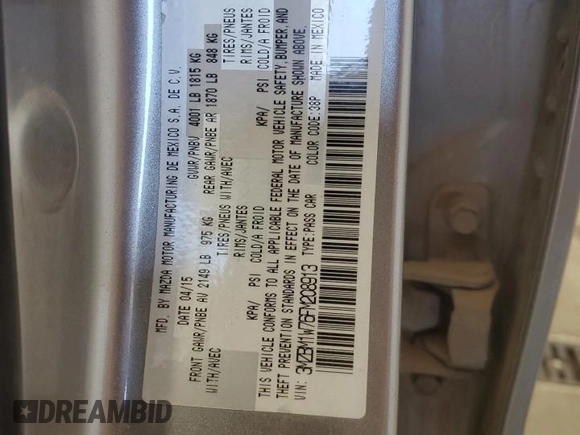 MFD. BY MAZDA MOTOR MANUFACTURING DE MEXICO S.A. DE C.V.
DATE 04/15 GVWR/PNBV 4001 LB 1815 KG
FRONT GAWR/PNBE AV 2149 LB 975 KG REAR GAWR/PNBE AR 1870 LB 848 KG
WITH/AVEC TIRES/PNEUS WITH/AVEC TIRES/PNEUS
RIMS/JANTES RIMS/JANTES
KPA/ PSI COLD/A FROID KPA/ PSI COLD/A FROID
THIS VEHICLE CONFORMS TO ALL APPLICABLE FEDERAL MOTOR VEHICLE SAFETY, BUMPER, AND
THEFT PREVENTION STANDARDS IN EFFECT ON THE DATE OF MANUFACTURE SHOWN ABOVE.
VIN: 3MZBM1W76FM208913 TYPE:PASS CAR COLOR CODE:38P MADE IN MEXICO
DREAMBID